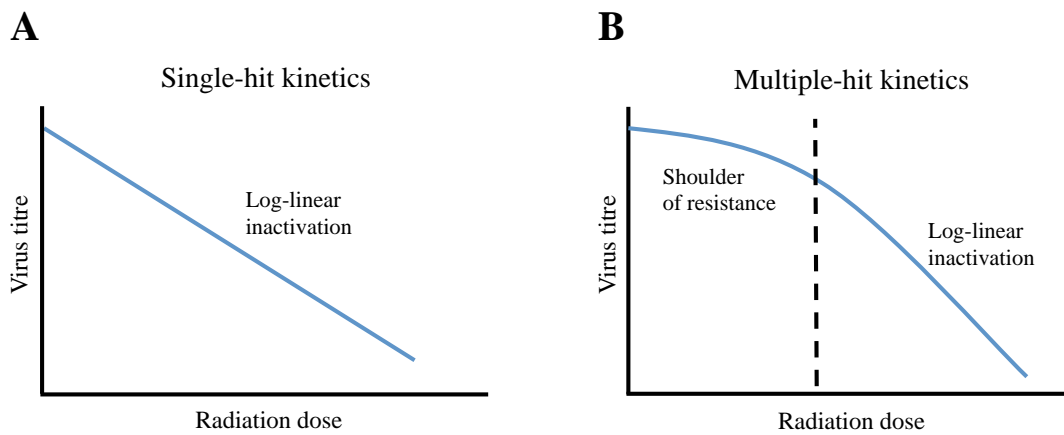 A
Single-hit kinetics
Log-linear
inactivation
Virus titre
Radiation dose
B
Multiple-hit kinetics
Shoulder
of resistance
Log-linear
inactivation
Virus titre
Radiation dose